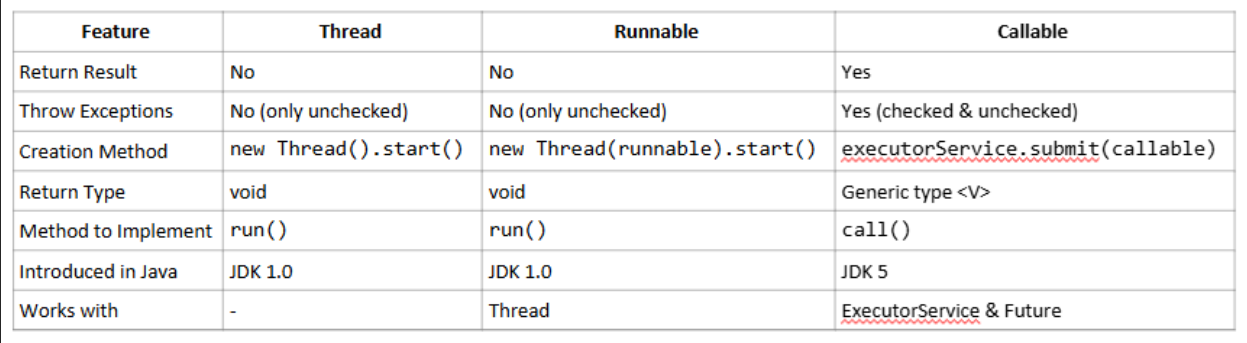 Feature Thread Runnable Callable
Return Result No No Yes
Throw Exceptions No (only unchecked) No (only unchecked) Yes (checked & unchecked)
Creation Method new Thread().start() new Thread(runnable).start() executorService.submit(callable)
Return Type void void Generic type <V>
Method to Implement run() run() call()
Introduced in Java JDK 1.0 JDK 1.0 JDK 5
Works with - Thread ExecutorService & Future